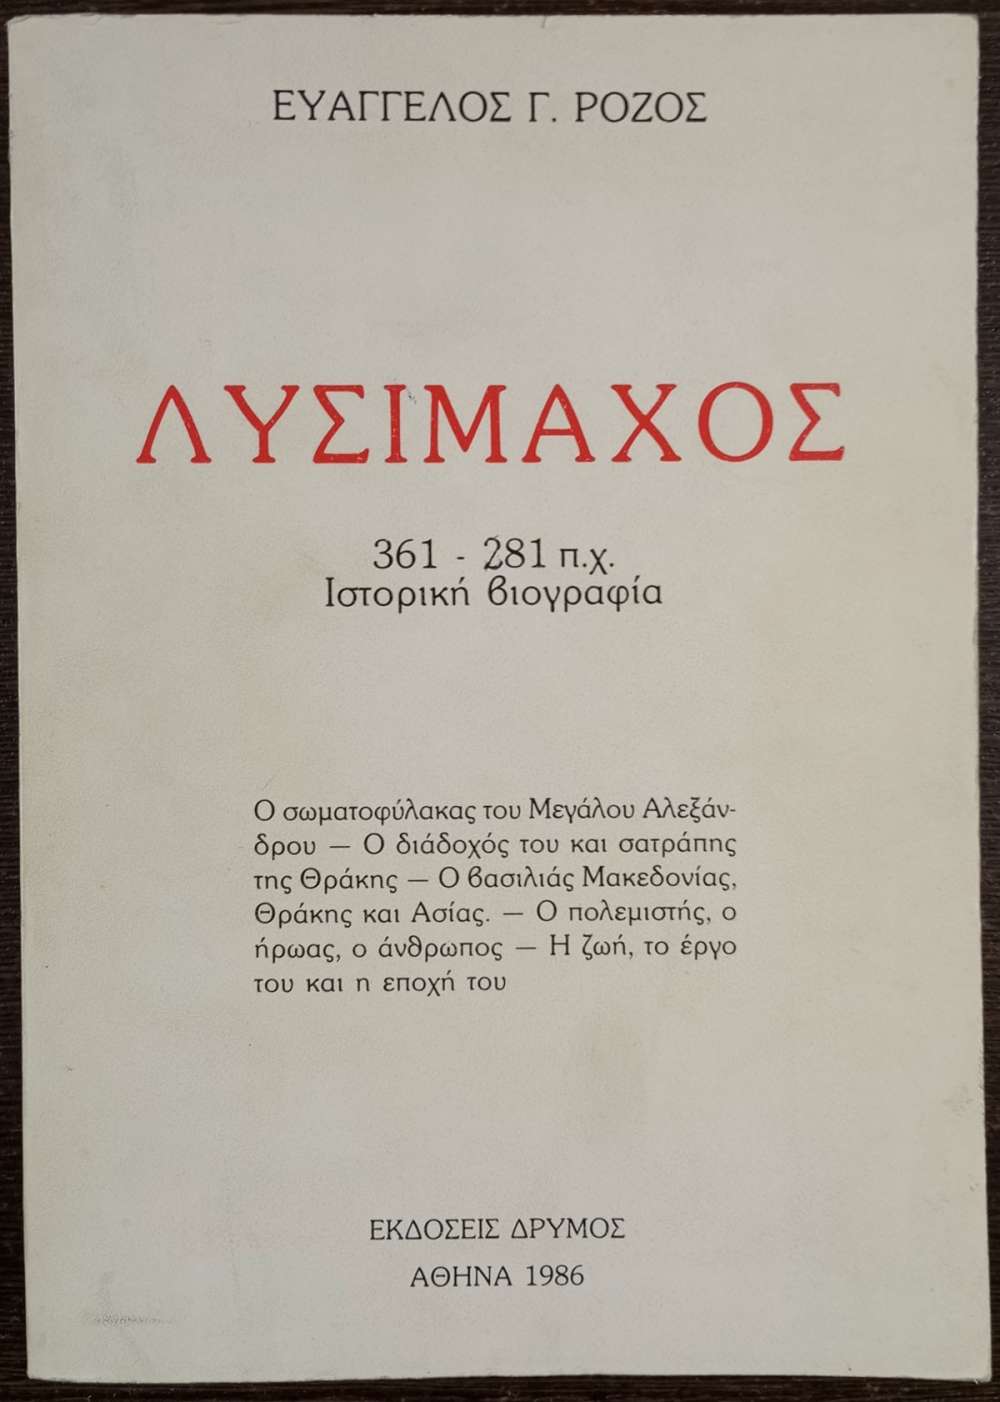 ΕΥΑΓΓΕΛΟΣ Γ. ΡΟΖΟΣ
ΛΥΣΙΜΑΧΟΣ
361 - 281 π.χ.
Ιστορική βιογραφία
Ο σωματοφύλακας του Μεγάλου Αλεξάν-
δρου — Ο διάδοχός του και σατράπης
της Θράκης — Ο βασιλιάς Μακεδονίας,
Θράκης και Ασίας. — Ο πολεμιστής, ο
ήρωας, ο άνθρωπος — Η ζωή, το έργο
του και η εποχή του
ΕΚΔΟΣΕΙΣ ΔΡΥΜΟΣ
ΑΘΗΝΑ 1986